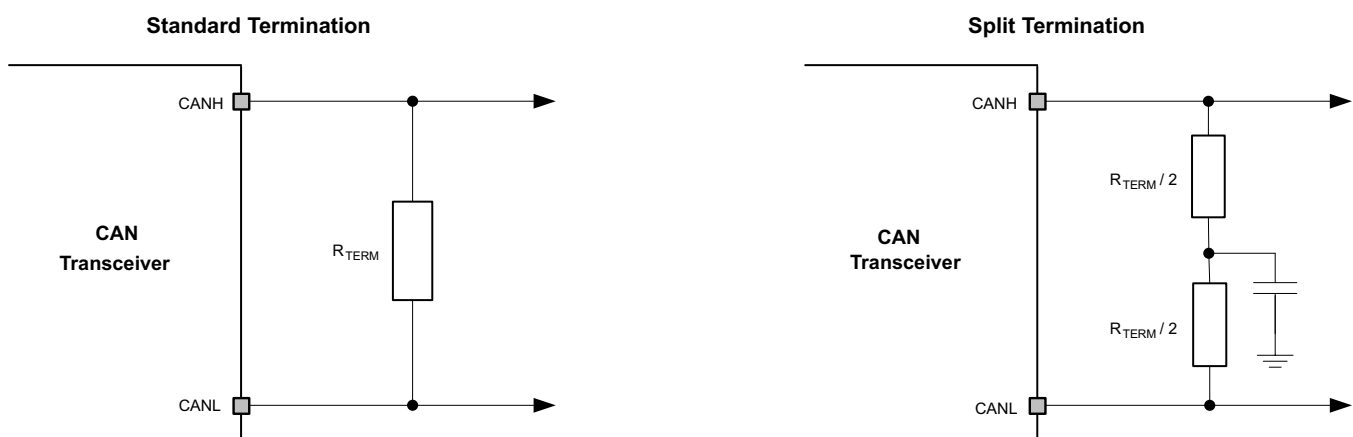 Standard Termination
CANH
CAN
Transceiver
R_TERM
CANL
Split Termination
CANH
R_TERM / 2
CAN
Transceiver
R_TERM / 2
CANL